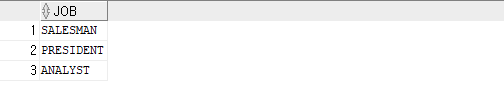 JOB
1 SALESMAN
2 PRESIDENT
3 ANALYST